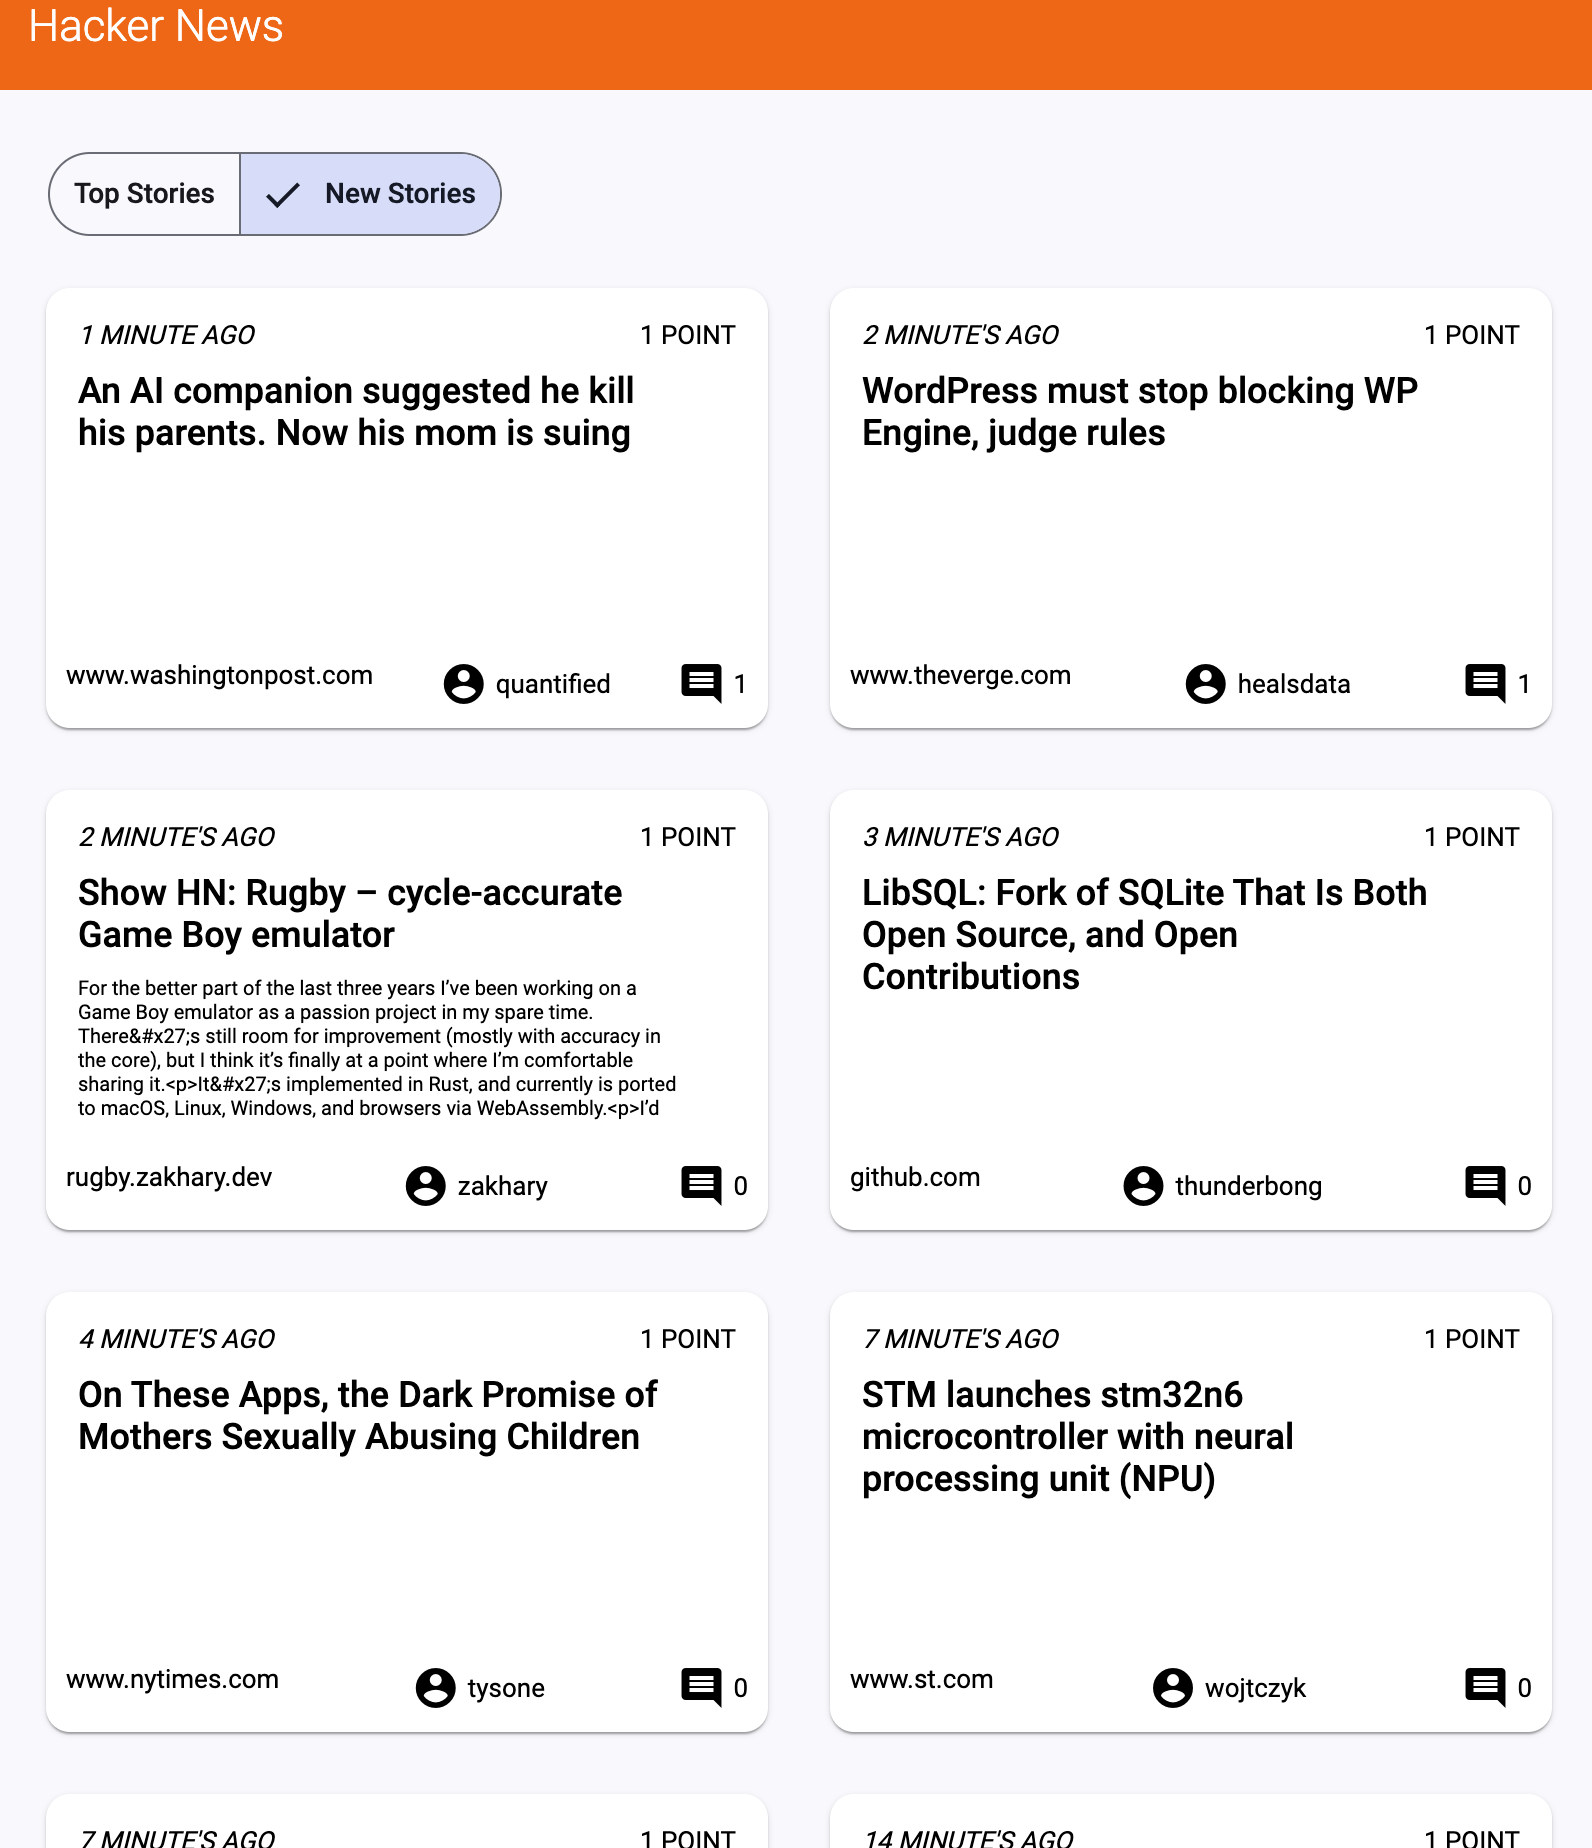 Hacker News
Top Stories
New Stories
1 MINUTE AGO
1 POINT
An AI companion suggested he kill
his parents. Now his mom is suing
www.washingtonpost.com
quantified
1
2 MINUTE'S AGO
1 POINT
WordPress must stop blocking WP
Engine, judge rules
www.theverge.com
healsdata
1
2 MINUTE'S AGO
1 POINT
Show HN: Rugby – cycle-accurate
Game Boy emulator
For the better part of the last three years I’ve been working on a
Game Boy emulator as a passion project in my spare time.
There&#x27;s still room for improvement (mostly with accuracy in
the core), but I think it’s finally at a point where I’m comfortable
sharing it.<p>It&#x27;s implemented in Rust, and currently is ported
to macOS, Linux, Windows, and browsers via WebAssembly.<p>I’d
rugby.zakhary.dev
zakhary
0
3 MINUTE'S AGO
1 POINT
LibSQL: Fork of SQLite That Is Both
Open Source, and Open
Contributions
github.com
thunderbong
0
4 MINUTE'S AGO
1 POINT
On These Apps, the Dark Promise of
Mothers Sexually Abusing Children
www.nytimes.com
tysone
0
7 MINUTE'S AGO
1 POINT
STM launches stm32n6
microcontroller with neural
processing unit (NPU)
www.st.com
wojtczyk
0
7 MINUTE'S AGO
1 POINT
14 MINUTE'S AGO
1 POINT